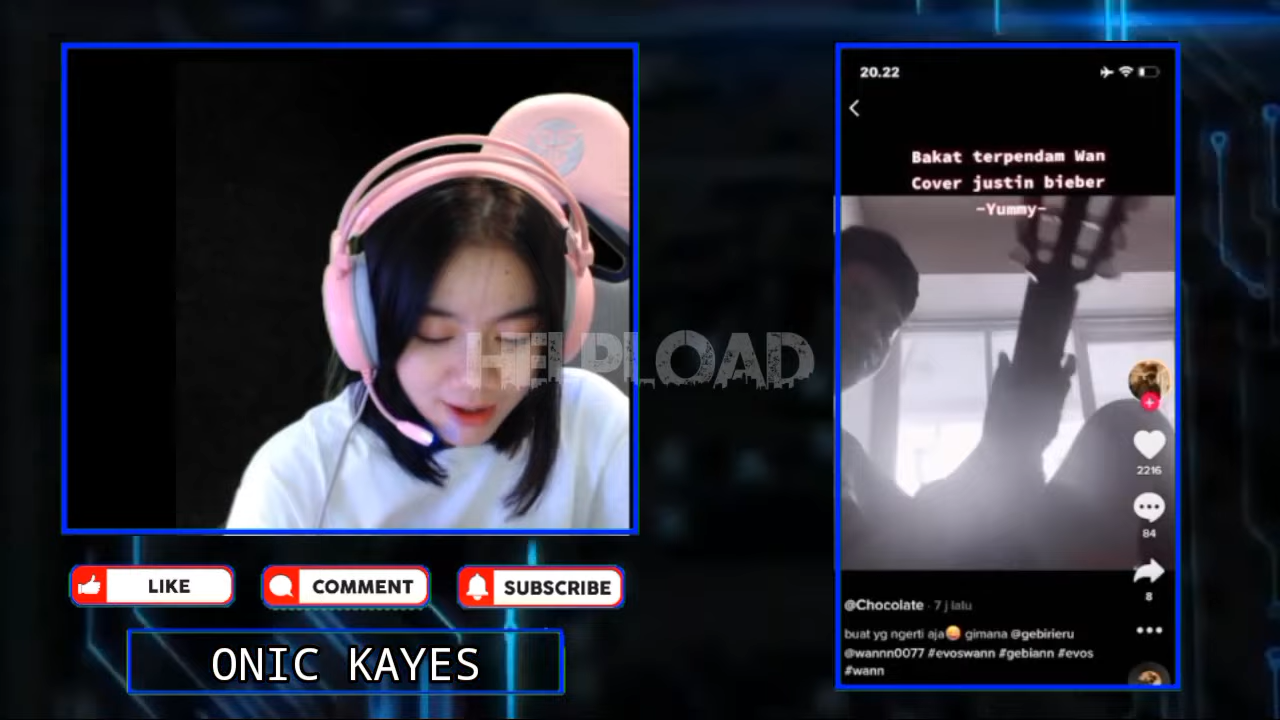 20.22
Bakat terpendam Wan
Cover justin bieber
-Yummy-
HELPLOAD
2216
84
8
@Chocolate · 7 j lalu
buat yg ngerti aja😛 gimana @gebirieru
@wannn0077 #evoswann #gebiann #evos
#wann
LIKE
COMMENT
SUBSCRIBE
ONIC KAYES